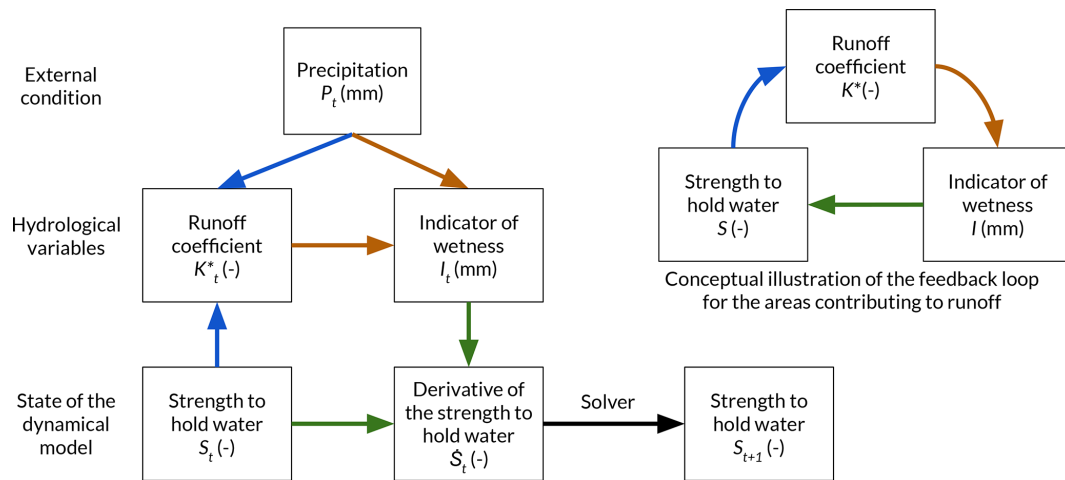 External
condition
Precipitation
P_t (mm)
Hydrological
variables
Runoff
coefficient
K*_t (-)
Indicator of
wetness
I_t (mm)
State of the
dynamical
model
Strength to
hold water
S_t (-)
Derivative of
the strength to
hold water
Ṡ_t (-)
Solver
Strength to
hold water
S_{t+1} (-)
Runoff
coefficient
K*(-)
Strength to
hold water
S (-)
Indicator of
wetness
I (mm)
Conceptual illustration of the feedback loop
for the areas contributing to runoff